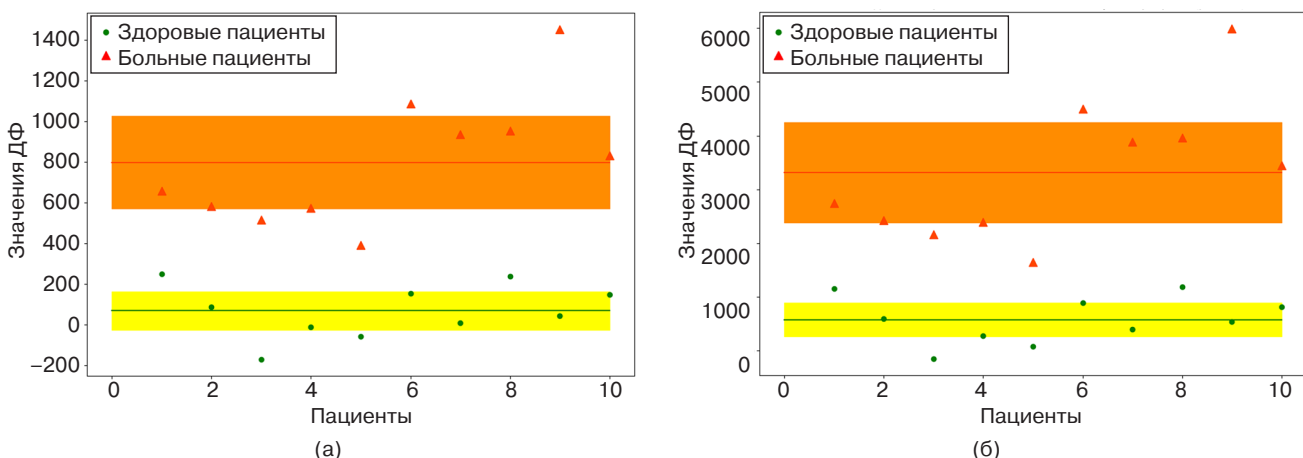 Здоровые пациенты
Больные пациенты
Значения ДФ
1400
1200
1000
800
600
400
200
0
−200
0 2 4 6 8 10
Пациенты
(а)
Здоровые пациенты
Больные пациенты
Значения ДФ
6000
5000
4000
3000
2000
1000
0
0 2 4 6 8 10
Пациенты
(б)